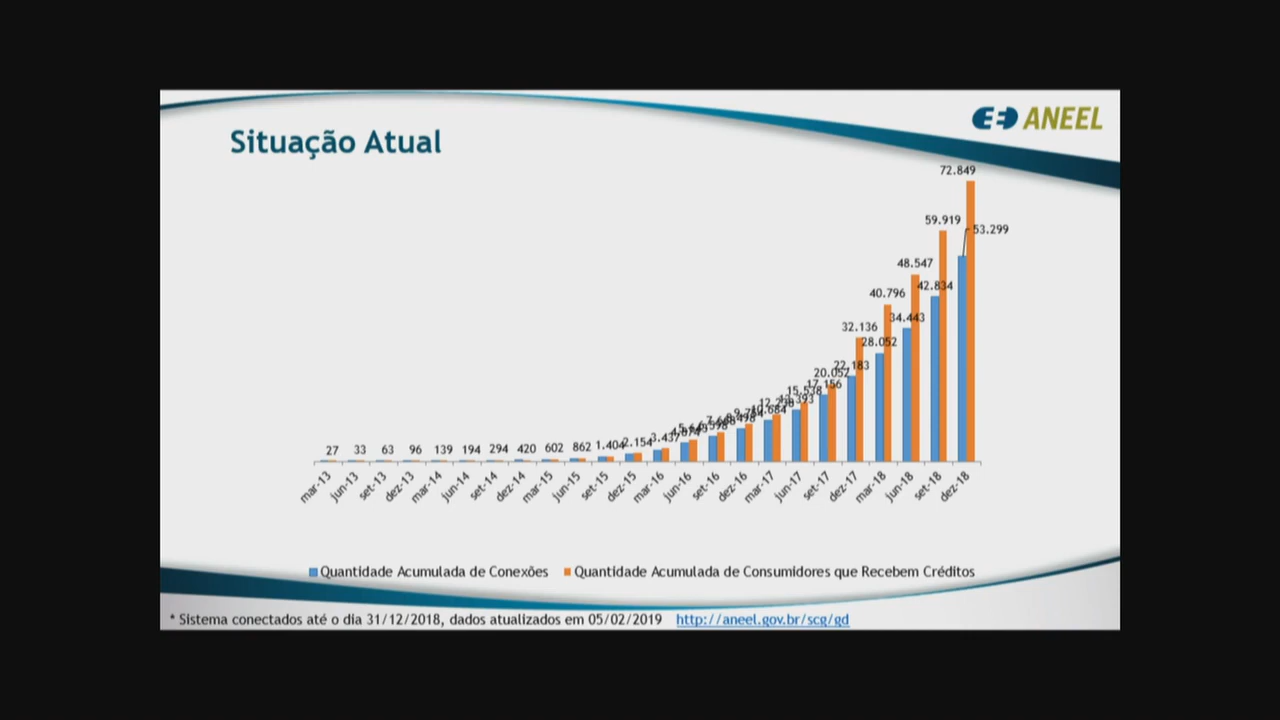 ANEEL
Situação Atual
72.849
59.919
53.299
48.547
42.834
40.796
34.443
32.136
28.052
22.183
20.052
17.156
15.538
27 33 63 96 139 194 294 420 602 862 1.404 2.154 3.437
mar-13 jun-13 set-13 dez-13 mar-14 jun-14 set-14 dez-14 mar-15 jun-15 set-15 dez-15 mar-16 jun-16 set-16 dez-16 mar-17 jun-17 set-17 dez-17 mar-18 jun-18 set-18 dez-18
Quantidade Acumulada de Conexões Quantidade Acumulada de Consumidores que Recebem Créditos
* Sistema conectados até o dia 31/12/2018, dados atualizados em 05/02/2019 http://aneel.gov.br/scg/gd